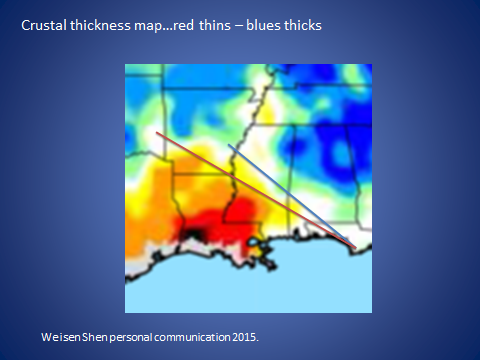 Crustal thickness map…red thins – blues thicks
Weisen Shen personal communication 2015.